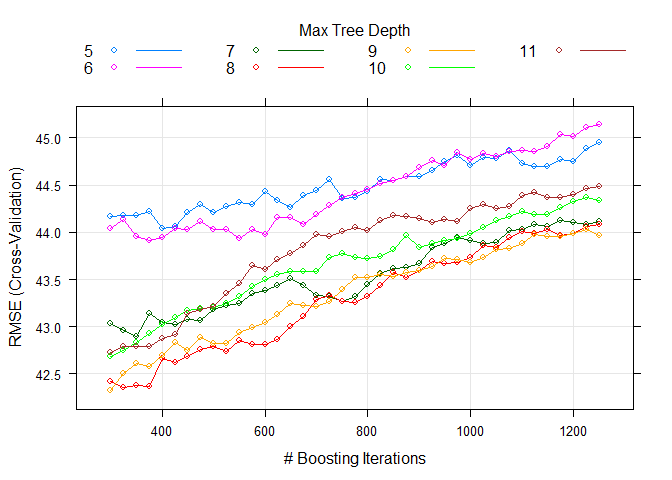 Max Tree Depth
5 7 9 11
6 8 10
RMSE (Cross-Validation)
45.0
44.5
44.0
43.5
43.0
42.5
400 600 800 1000 1200
# Boosting Iterations